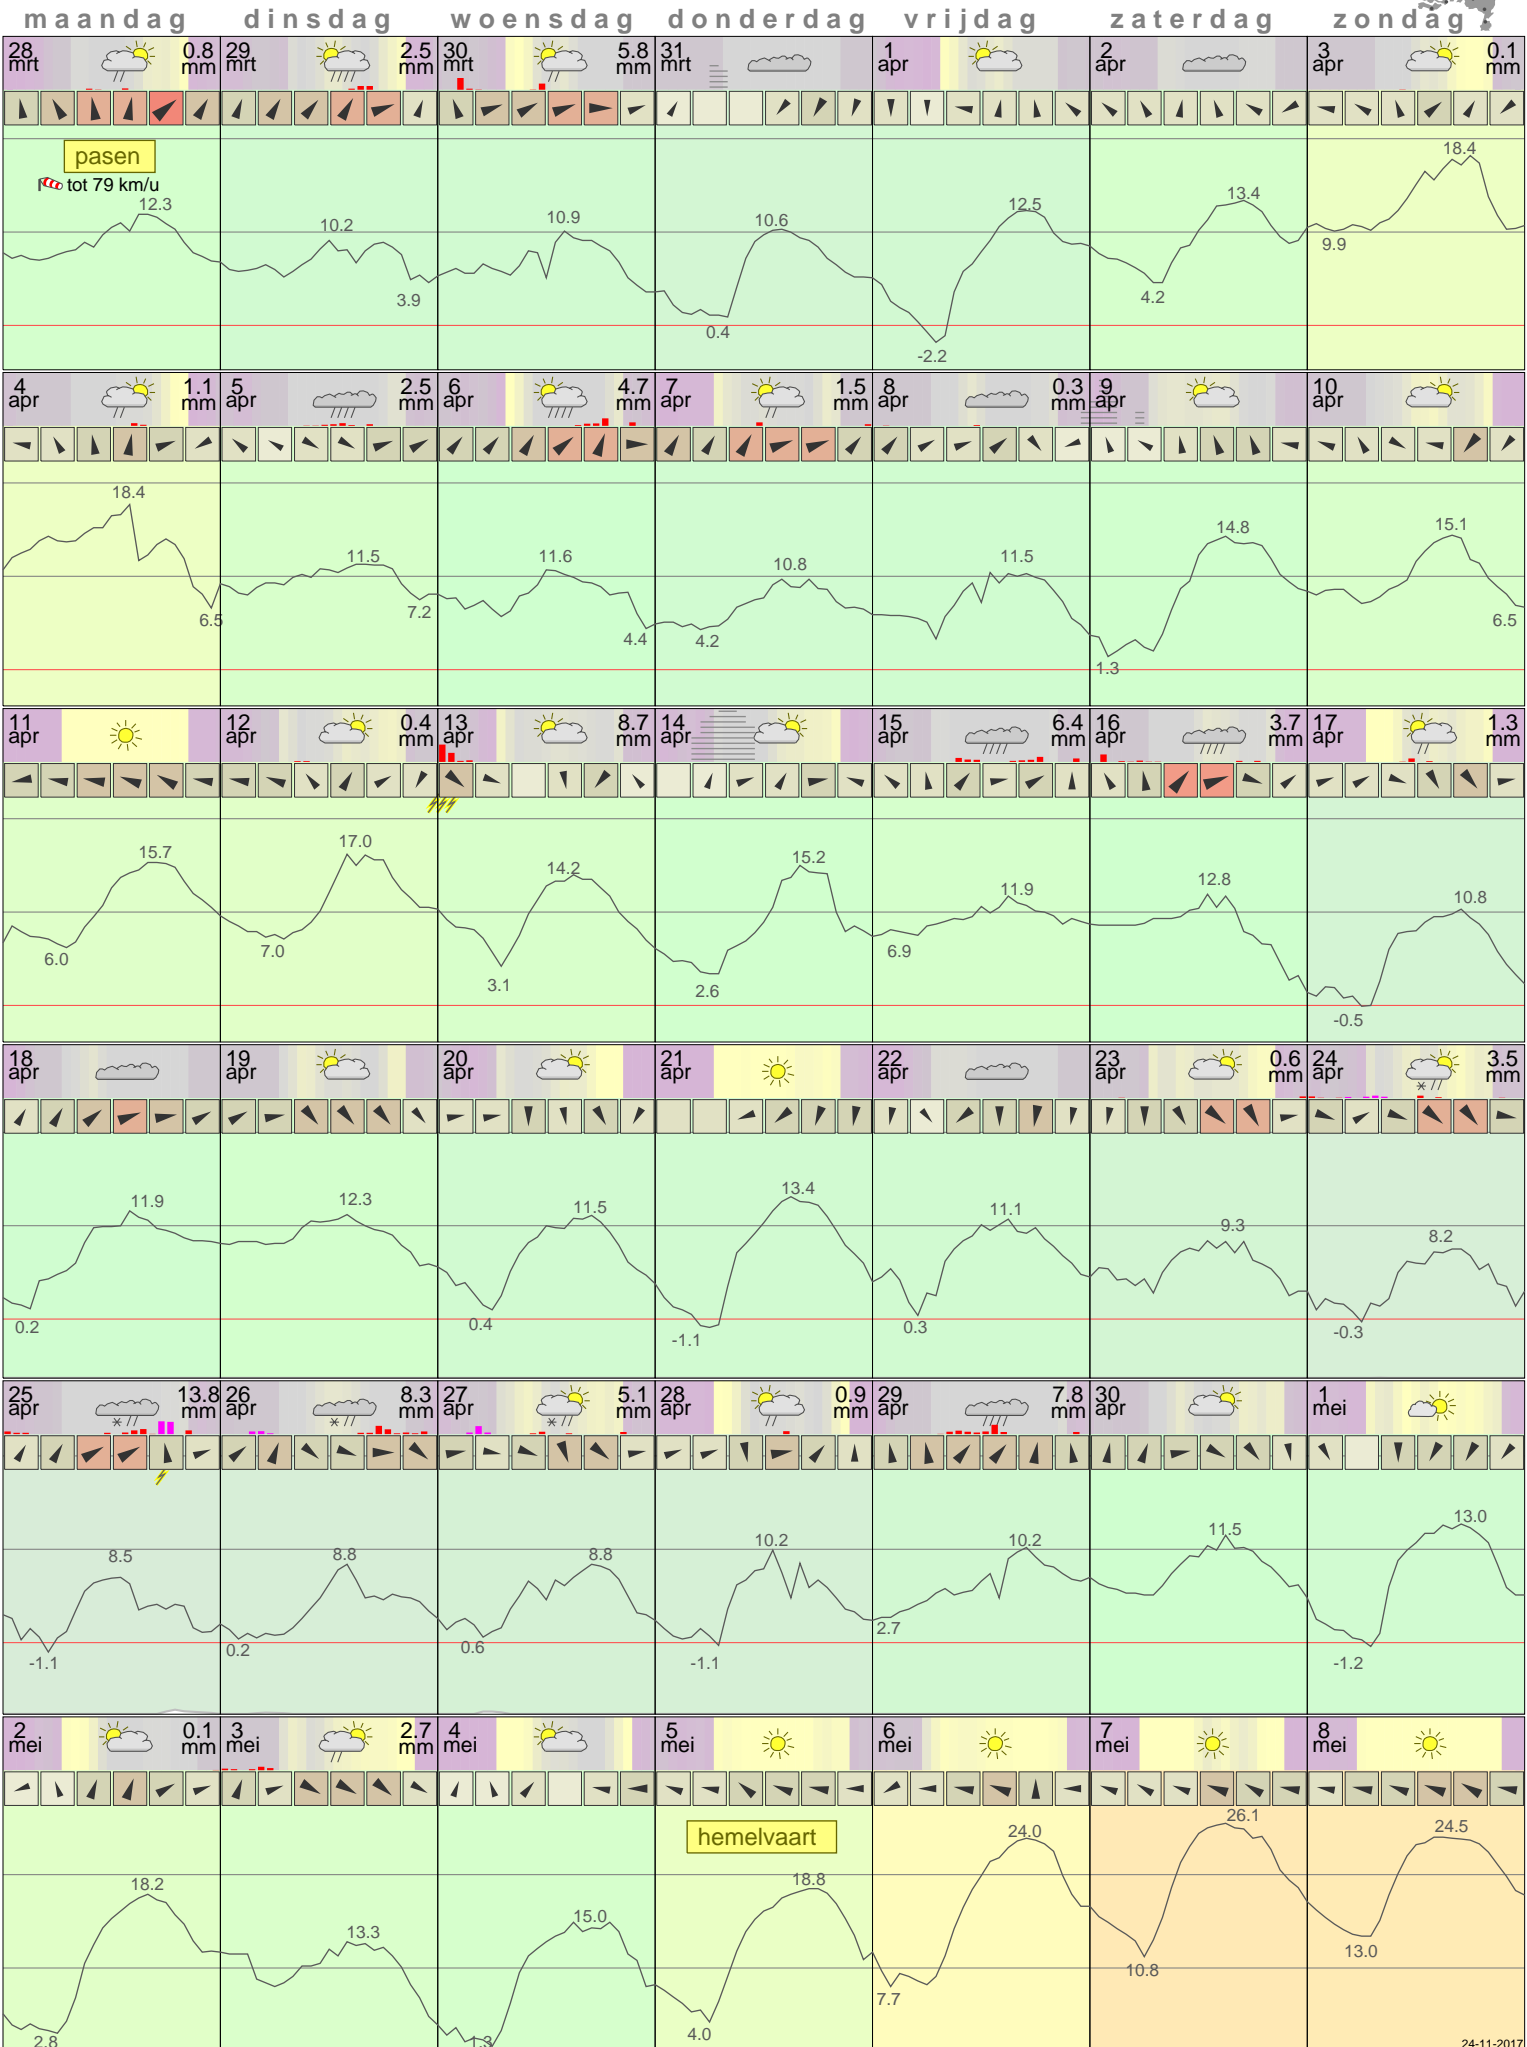 maandag dinsdag woensdag donderdag vrijdag zaterdag zondag
28 mrt 0.8 mm 29 mrt 2.5 mm 30 mrt 5.8 mm 31 mrt 1 apr 2 apr 3 apr 0.1 mm
pasen
tot 79 km/u
12.3 10.2 10.9 10.6 12.5 13.4 18.4
3.9 0.4 -2.2 4.2 9.9
4 apr 1.1 mm 5 apr 2.5 mm 6 apr 4.7 mm 7 apr 1.5 mm 8 apr 0.3 mm 9 apr 10 apr
18.4 11.5 11.6 10.8 11.5 14.8 15.1
6.5 7.2 4.4 4.2 1.3 6.5
11 apr 12 apr 0.4 mm 13 apr 8.7 mm 14 apr 15 apr 6.4 mm 16 apr 3.7 mm 17 apr 1.3 mm
15.7 17.0 14.2 15.2 11.9 12.8 10.8
6.0 7.0 3.1 2.6 6.9 -0.5
18 apr 19 apr 20 apr 21 apr 22 apr 23 apr 0.6 mm 24 apr 3.5 mm
11.9 12.3 11.5 13.4 11.1 9.3 8.2
0.2 0.4 -1.1 0.3 -0.3
25 apr 13.8 mm 26 apr 8.3 mm 27 apr 5.1 mm 28 apr 0.9 mm 29 apr 7.8 mm 30 apr 1 mei
8.5 8.8 8.8 10.2 10.2 11.5 13.0
-1.1 0.2 0.6 -1.1 2.7 -1.2
2 mei 0.1 mm 3 mei 2.7 mm 4 mei 5 mei 6 mei 7 mei 8 mei
hemelvaart
18.2 13.3 15.0 18.8 24.0 26.1 24.5
2.8 1.3 4.0 7.7 10.8 13.0
24-11-2017